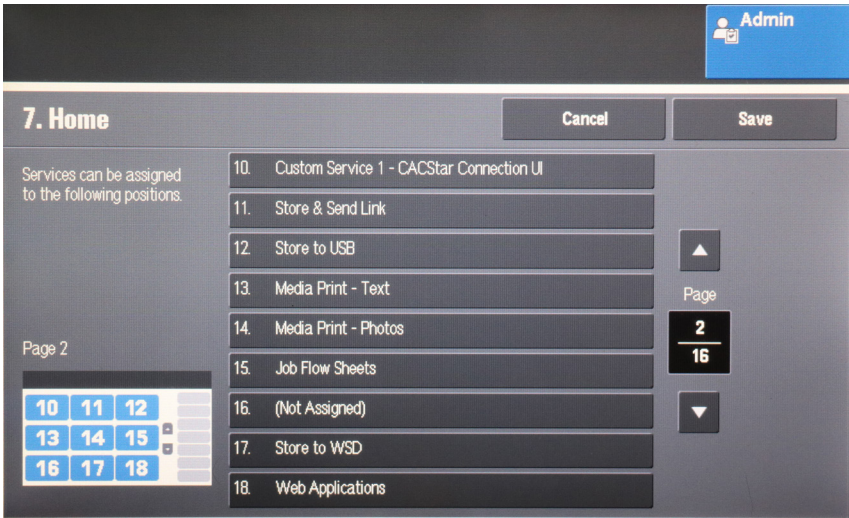 Admin
7. Home
Cancel
Save
Services can be assigned
to the following positions.
10. Custom Service 1 - CACStar Connection UI
11. Store & Send Link
12. Store to USB
13. Media Print - Text
14. Media Print - Photos
15. Job Flow Sheets
16. (Not Assigned)
17. Store to WSD
18. Web Applications
Page
2
16
Page 2
10 11 12
13 14 15
16 17 18